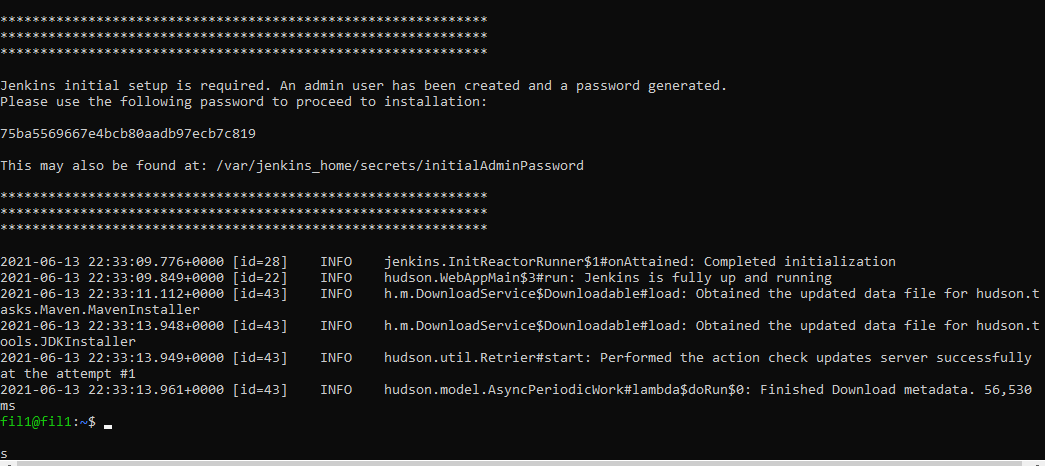 *************************************************************
*************************************************************
*************************************************************
Jenkins initial setup is required. An admin user has been created and a password generated.
Please use the following password to proceed to installation:
75ba5569667e4bcb80aadb97ecb7c819
This may also be found at: /var/jenkins_home/secrets/initialAdminPassword
*************************************************************
*************************************************************
*************************************************************
2021-06-13 22:33:09.776+0000 [id=28]    INFO    jenkins.InitReactorRunner$1#onAttained: Completed initialization
2021-06-13 22:33:09.849+0000 [id=22]    INFO    hudson.WebAppMain$3#run: Jenkins is fully up and running
2021-06-13 22:33:11.112+0000 [id=43]    INFO    h.m.DownloadService$Downloadable#load: Obtained the updated data file for hudson.t
asks.Maven.MavenInstaller
2021-06-13 22:33:13.948+0000 [id=43]    INFO    h.m.DownloadService$Downloadable#load: Obtained the updated data file for hudson.t
ools.JDKInstaller
2021-06-13 22:33:13.949+0000 [id=43]    INFO    hudson.util.Retrier#start: Performed the action check updates server successfully
at the attempt #1
2021-06-13 22:33:13.961+0000 [id=43]    INFO    hudson.model.AsyncPeriodicWork#lambda$doRun$0: Finished Download metadata. 56,530
ms
fil1@fil1:~$
s